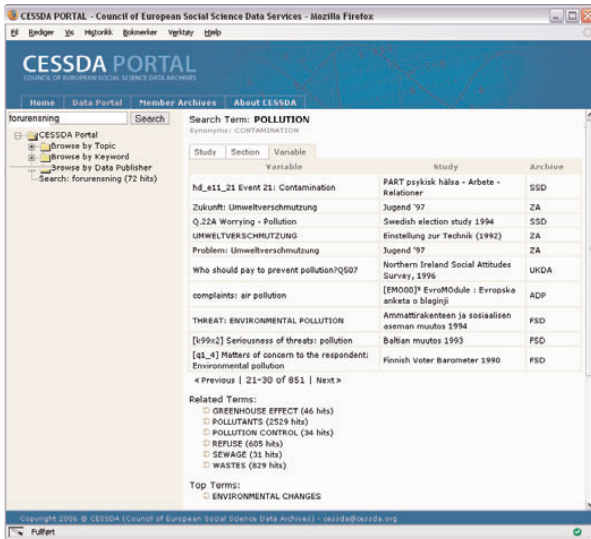 CESSDA PORTAL - Council of European Social Science Data Services - Mozilla Firefox
Fil Rediger Vis Historikk Bokmerker Verktøy Hjelp
CESSDA PORTAL
COUNCIL OF EUROPEAN SOCIAL SCIENCE DATA ARCHIVES
Home Data Portal Member Archives About CESSDA
forurensning Search
CESSDA Portal
Browse by Topic
Browse by Keyword
Browse by Data Publisher
Search: forurensning (72 hits)
Search Term: POLLUTION
Synonyms: CONTAMINATION
Study Section Variable
Variable Study Archive
hd_e11_21 Event 21: Contamination PART psykisk hälsa - Arbete - Relationer SSD
Zukunft: Umweltverschmutzung Jugend '97 ZA
Q.22A Worrying - Pollution Swedish election study 1994 SSD
UMWELTVERSCHMUTZUNG Einstellung zur Technik (1992) ZA
Problem: Umweltverschmutzung Jugend '97 ZA
Who should pay to prevent pollution?Q507 Northern Ireland Social Attitudes Survey, 1996 UKDA
complaints: air pollution [EMO00]* EvroMOdule : Evropska anketa o blaginji ADP
THREAT: ENVIRONMENTAL POLLUTION Ammattirakenteen ja sosiaalisen aseman muutos 1994 FSD
[k99x2] Seriousness of threats: pollution Baltian muutos 1993 FSD
[q1_4] Matters of concern to the respondent: Environmental pollution Finnish Voter Barometer 1990 FSD
< Previous | 21-30 of 851 | Next >
Related Terms:
GREENHOUSE EFFECT (46 hits)
POLLUTANTS (2529 hits)
POLLUTION CONTROL (34 hits)
REFUSE (605 hits)
SEWAGE (31 hits)
WASTES (829 hits)
Top Terms:
ENVIRONMENTAL CHANGES
Copyright 2006 © CESSDA (Council of European Social Science Data Archives) - cessda@cessda.org
Fullført